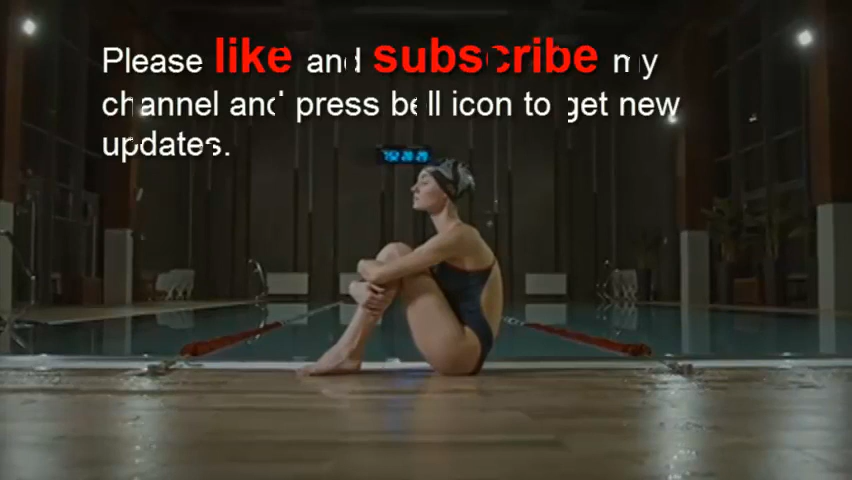 Please like and subscribe my
channel and press bell icon to get new
updates.